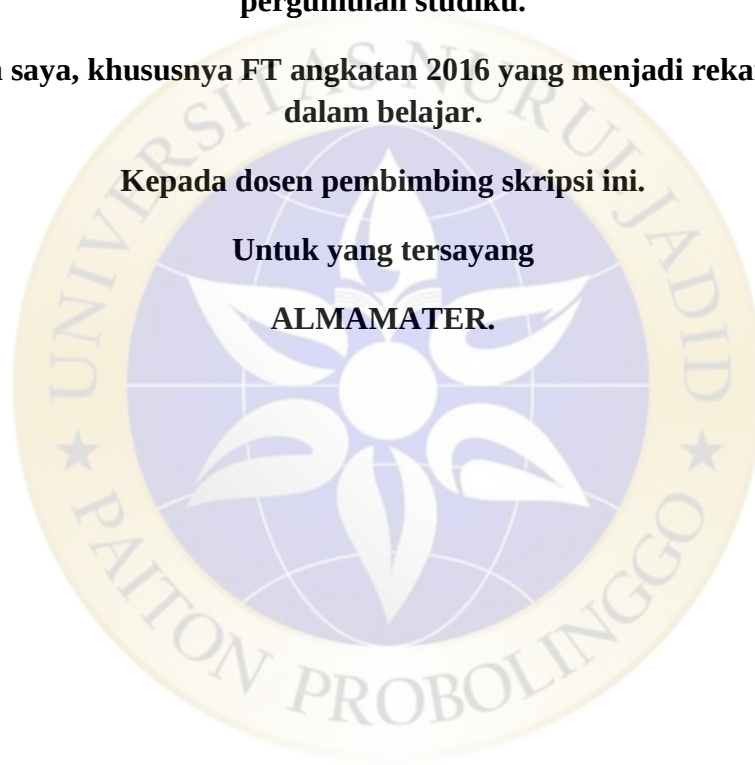 pergumulan studiku.
saya, khususnya FT angkatan 2016 yang menjadi
dalam belajar.
Kepada dosen pembimbing skripsi ini.
Untuk yang tersayang
ALMAMATER.
UNIVERSITAS NURUL JADID
★ PAITON PROBOLINGGO ★